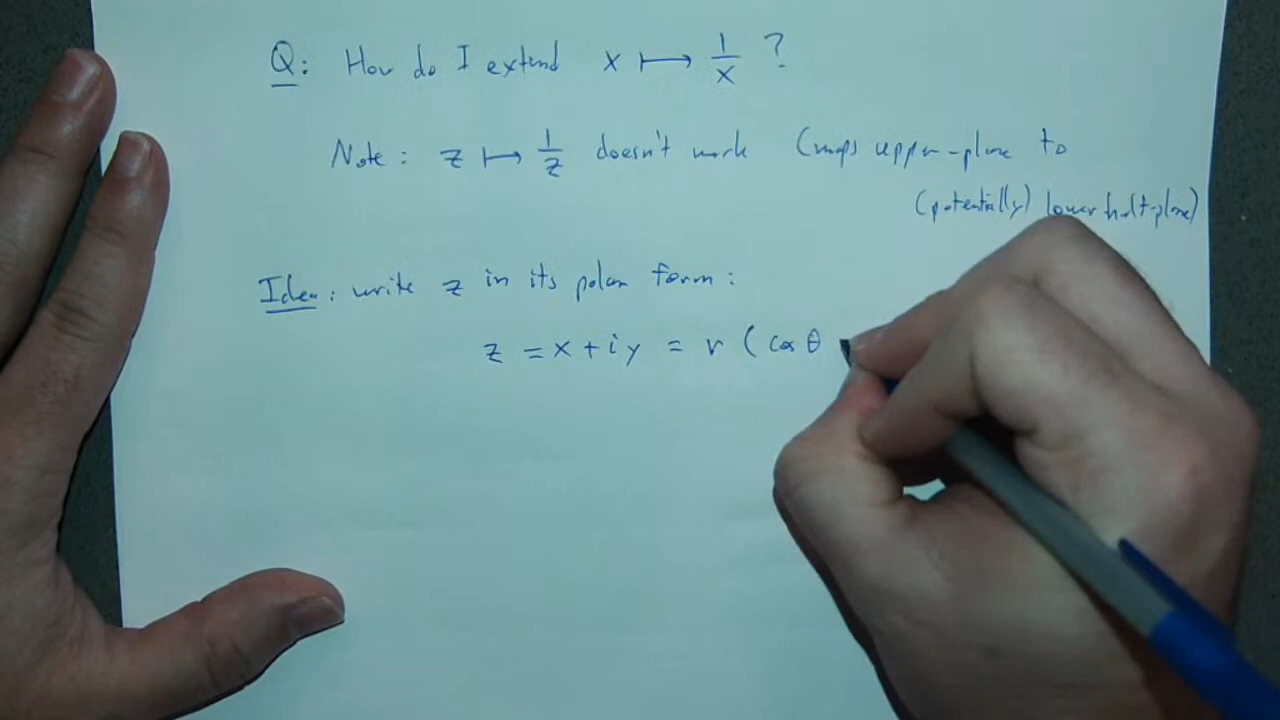 Q: How do I extend x ↦ 1/x ?
Note: z ↦ 1/z doesn't work (maps upper-plane to
(potentially) lower half-plane)
Idea: write z in its polar form:
z = x + iy = r ( cos θ